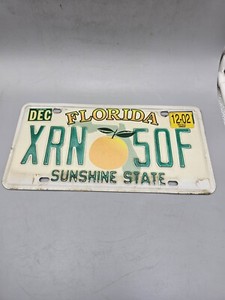 DEC
FLORIDA
12-02
XRN 50F
SUNSHINE STATE